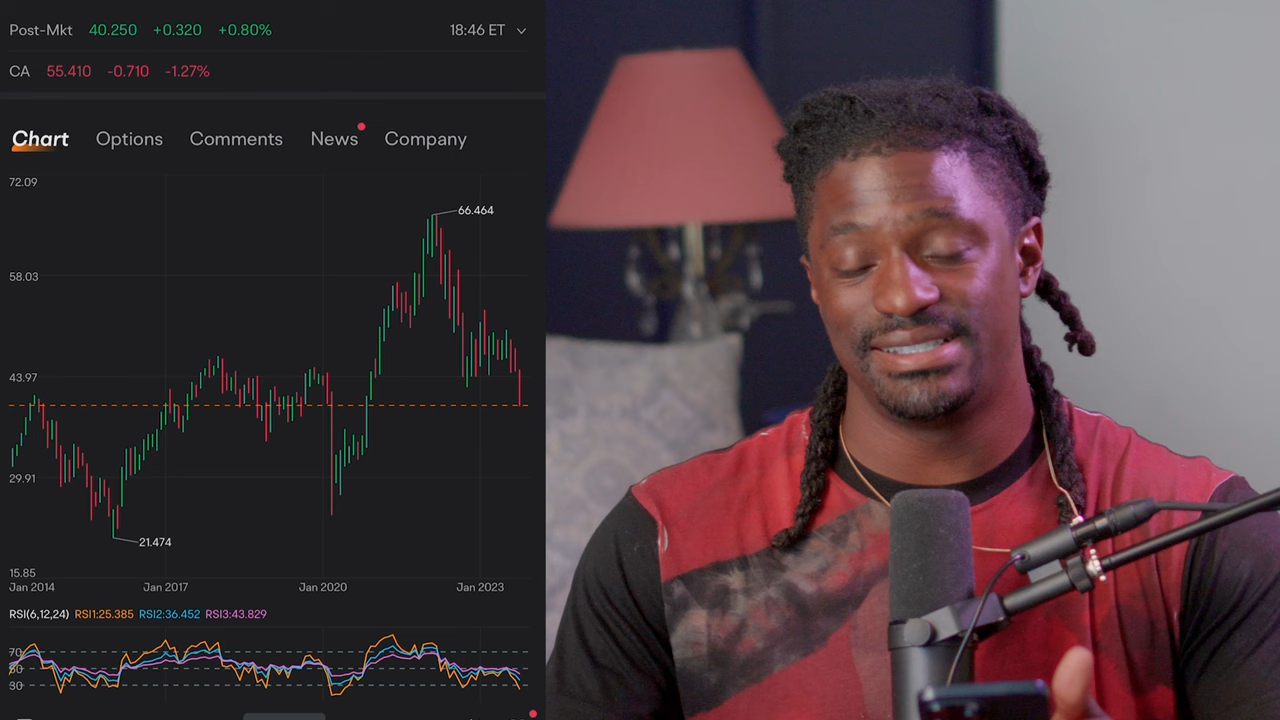 Post-Mkt 40.250 +0.320 +0.80% 18:46 ET
CA 55.410 -0.710 -1.27%
Chart Options Comments News Company
72.09
66.464
58.03
43.97
29.91
21.474
15.85
Jan 2014 Jan 2017 Jan 2020 Jan 2023
RSI(6,12,24) RSI1:25.385 RSI2:36.452 RSI3:43.829
70
50
30